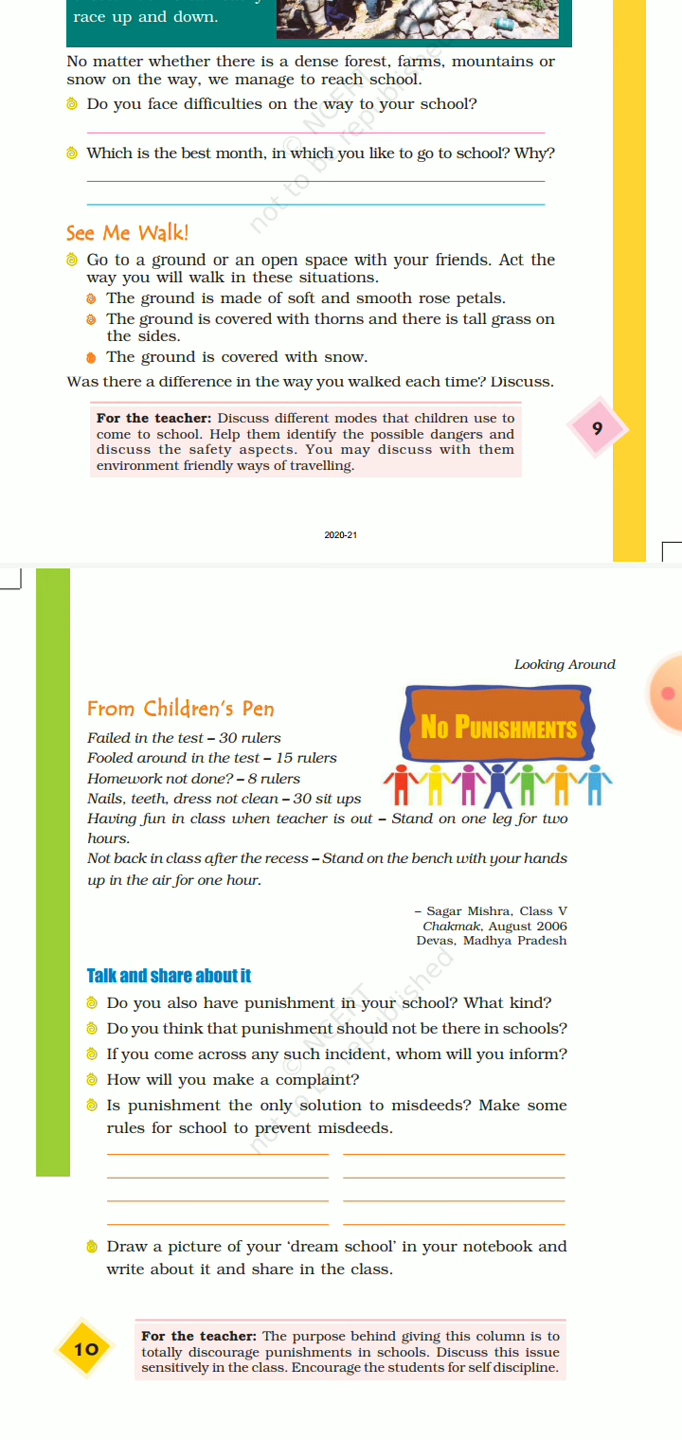 race up and down.
No matter whether there is a dense forest, farms, mountains or
snow on the way, we manage to reach school.
Do you face difficulties on the way to your school?
Which is the best month, in which you like to go to school? Why?
See Me Walk!
Go to a ground or an open space with your friends. Act the
way you will walk in these situations.
The ground is made of soft and smooth rose petals.
The ground is covered with thorns and there is tall grass on
the sides.
The ground is covered with snow.
Was there a difference in the way you walked each time? Discuss.
For the teacher: Discuss different modes that children use to
come to school. Help them identify the possible dangers and
discuss the safety aspects. You may discuss with them
environment friendly ways of travelling.
9
© NCERT
not to be republished
2020-21
Looking Around
From Children's Pen
NO PUNISHMENTS
Failed in the test – 30 rulers
Fooled around in the test – 15 rulers
Homework not done? – 8 rulers
Nails, teeth, dress not clean – 30 sit ups
Having fun in class when teacher is out – Stand on one leg for two
hours.
Not back in class after the recess – Stand on the bench with your hands
up in the air for one hour.
– Sagar Mishra, Class V
Chakmak, August 2006
Devas, Madhya Pradesh
Talk and share about it
Do you also have punishment in your school? What kind?
Do you think that punishment should not be there in schools?
If you come across any such incident, whom will you inform?
How will you make a complaint?
Is punishment the only solution to misdeeds? Make some
rules for school to prevent misdeeds.
© NCERT
not to be republished
Draw a picture of your 'dream school' in your notebook and
write about it and share in the class.
10
For the teacher: The purpose behind giving this column is to
totally discourage punishments in schools. Discuss this issue
sensitively in the class. Encourage the students for self discipline.